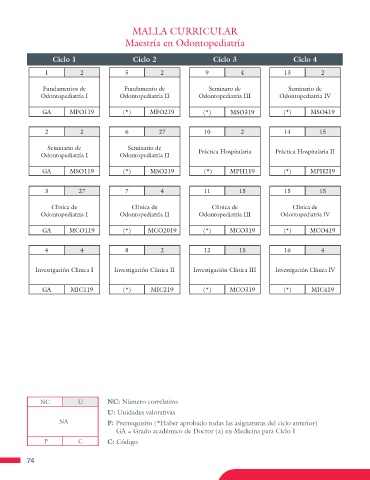 MALLA CURRICULAR
Maestría en Odontopediatría
Ciclo 1 Ciclo 2 Ciclo 3 Ciclo 4
1 2 5 2 9 4 13 2
Fundamentos de Odontopediatría I Fundamento de Odontopediatría II Seminario de Odontopediatría III Seminario de Odontopediatría IV
GA MFO119 (*) MFO219 (*) MSO319 (*) MSO419
2 2 6 27 10 2 14 15
Seminario de Odontopediatría I Seminario de Odontopediatría II Práctica Hospitalaria Práctica Hospitalaria II
GA MSO119 (*) MSO219 (*) MPH119 (*) MPH219
3 27 7 4 11 15 15 15
Clínica de Odontopediatría I Clínica de Odontopediatría II Clínica de Odontopediatría III Clínica de Odontopediatría IV
GA MCO119 (*) MCO2019 (*) MCO319 (*) MCO419
4 4 8 2 12 15 16 4
Investigación Clínica I Investigación Clínica II Investigación Clínica III Investigación Clínica IV
GA MIC119 (*) MIC219 (*) MCO319 (*) MIC419
NC U NC: Número correlativo
U: Unidades valorativas
NA P: Prerrequisito (*Haber aprobado todas las asignaturas del ciclo anterior)
GA = Grado académico de Doctor (a) en Medicina para Ciclo I
P C C: Código
74